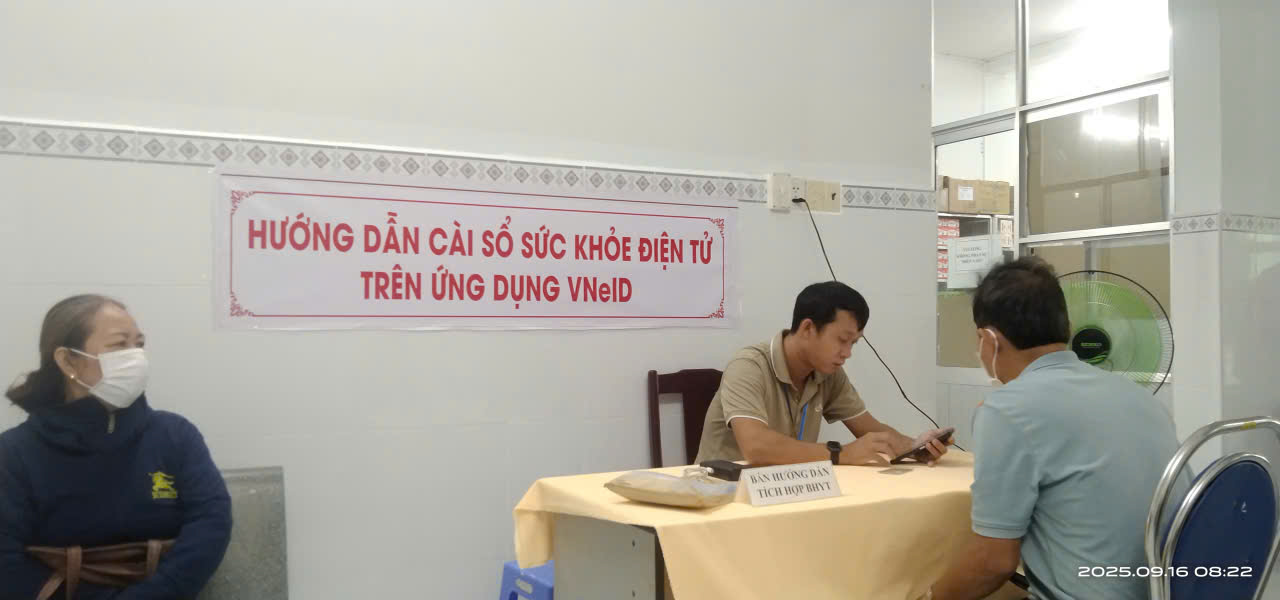 HƯỚNG DẪN CÀI SỔ SỨC KHỎE ĐIỆN TỬ
TRÊN ỨNG DỤNG VNeID
BÀN HƯỚNG DẪN
TÍCH HỢP BHYT
2025.09.16 08:22